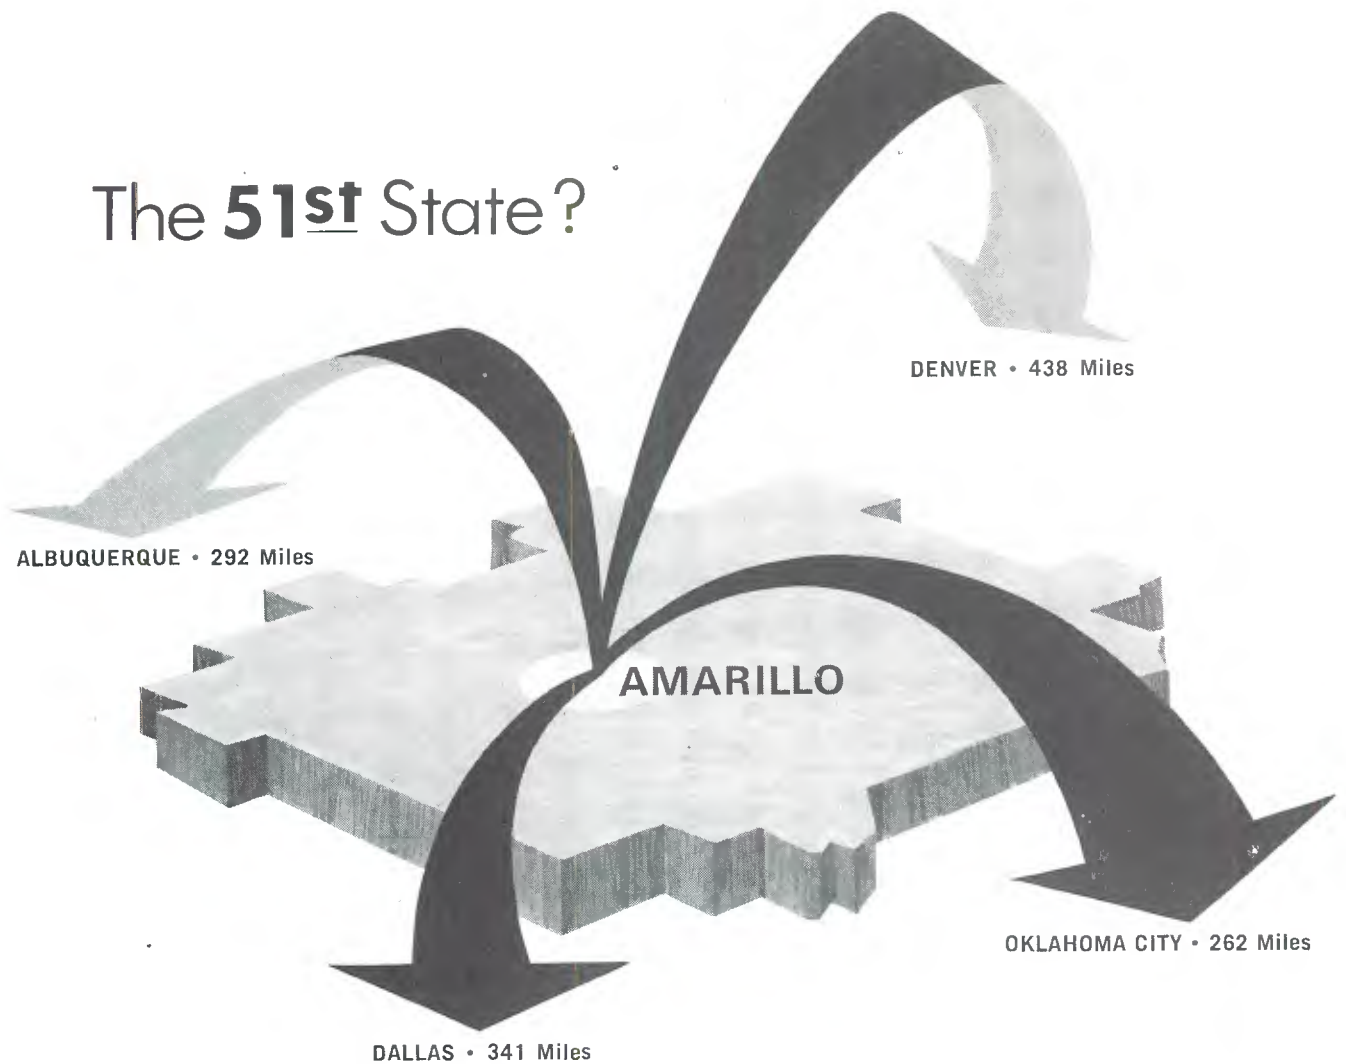 The 51st State?
DENVER • 438 Miles
ALBUQUERQUE • 292 Miles
AMARILLO
OKLAHOMA CITY • 262 Miles
DALLAS • 341 Miles